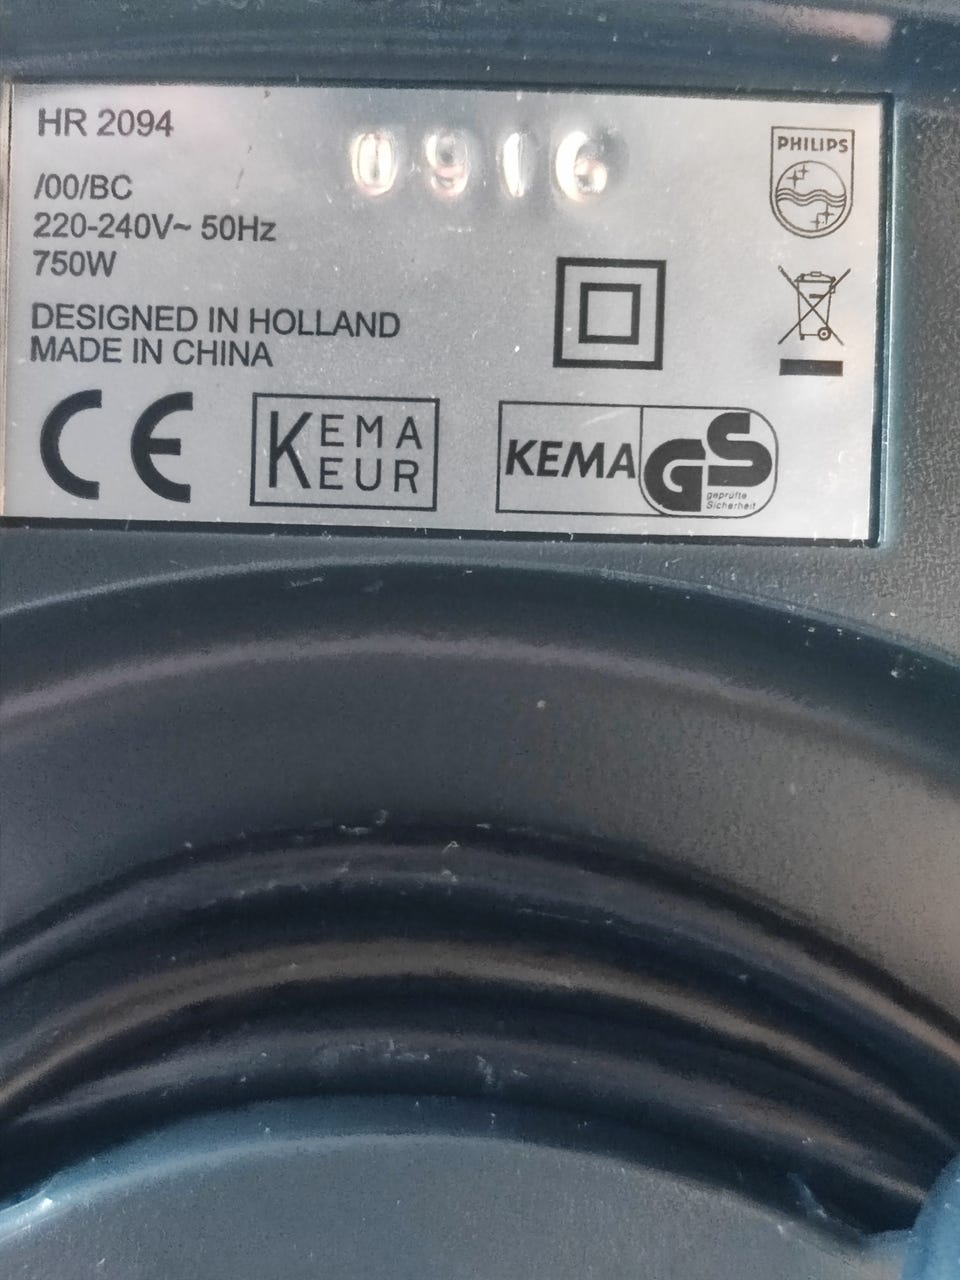 HR 2094
0916
PHILIPS
/00/BC
220-240V~ 50Hz
750W
DESIGNED IN HOLLAND
MADE IN CHINA
CE
KEMA
KEUR
KEMA
GS
geprüfte
Sicherheit